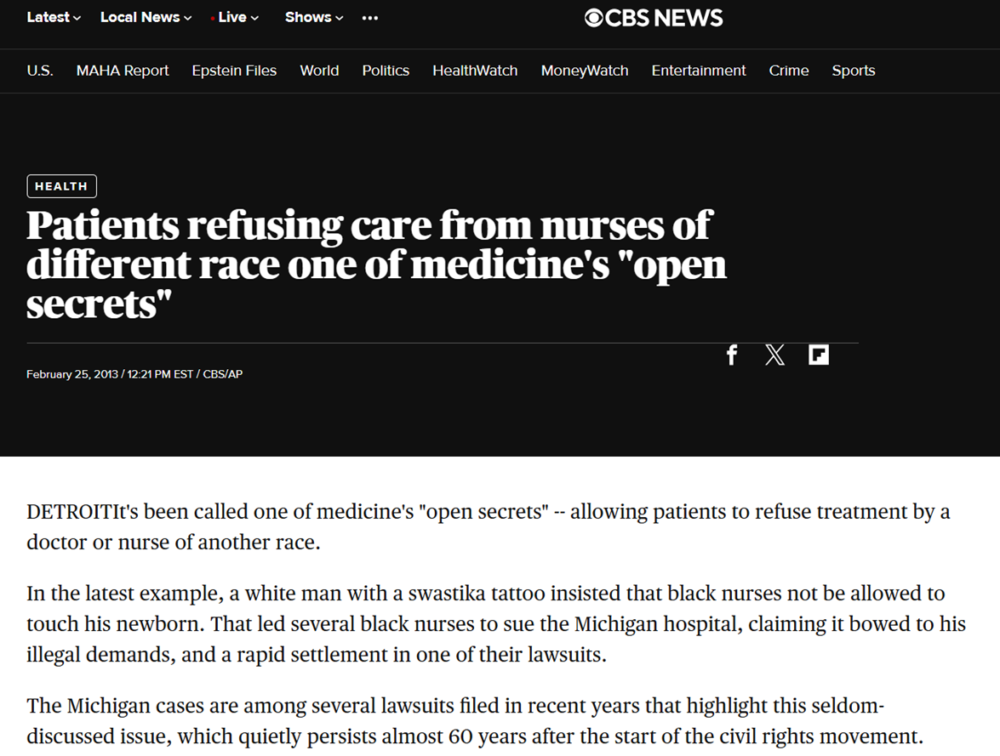 Latest Local News Live Shows ••• CBS NEWS
U.S. MAHA Report Epstein Files World Politics HealthWatch MoneyWatch Entertainment Crime Sports
HEALTH
Patients refusing care from nurses of
different race one of medicine's "open
secrets"
February 25, 2013 / 12:21 PM EST / CBS/AP
DETROITIt's been called one of medicine's "open secrets" -- allowing patients to refuse treatment by a
doctor or nurse of another race.
In the latest example, a white man with a swastika tattoo insisted that black nurses not be allowed to
touch his newborn. That led several black nurses to sue the Michigan hospital, claiming it bowed to his
illegal demands, and a rapid settlement in one of their lawsuits.
The Michigan cases are among several lawsuits filed in recent years that highlight this seldom-
discussed issue, which quietly persists almost 60 years after the start of the civil rights movement.